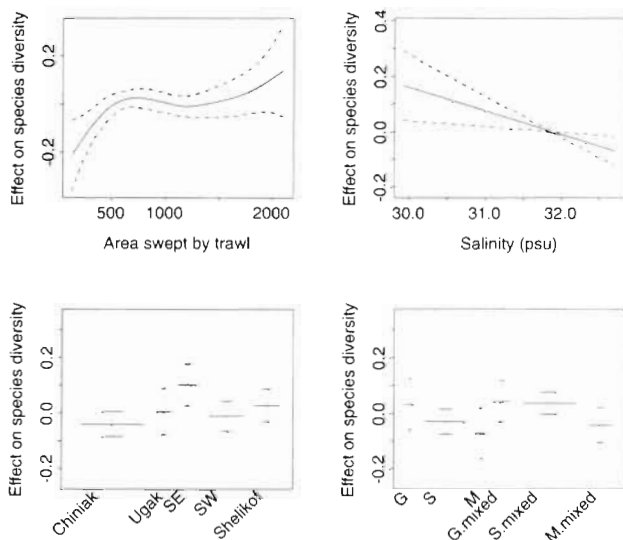 Effect on species diversity
0.2
-0.2
500
1000
2000
Area swept by trawl
Effect on species diversity
0.4
0.2
0.0
-0.2
30.0
31.0
32.0
Salinity (psu)
Effect on species diversity
0.2
0.0
-0.2
Chiniak
Ugak
SE
SW
Shelikof
Effect on species diversity
0.2
0.0
-0.2
G
S
M
G.mixed
S.mixed
M.mixed